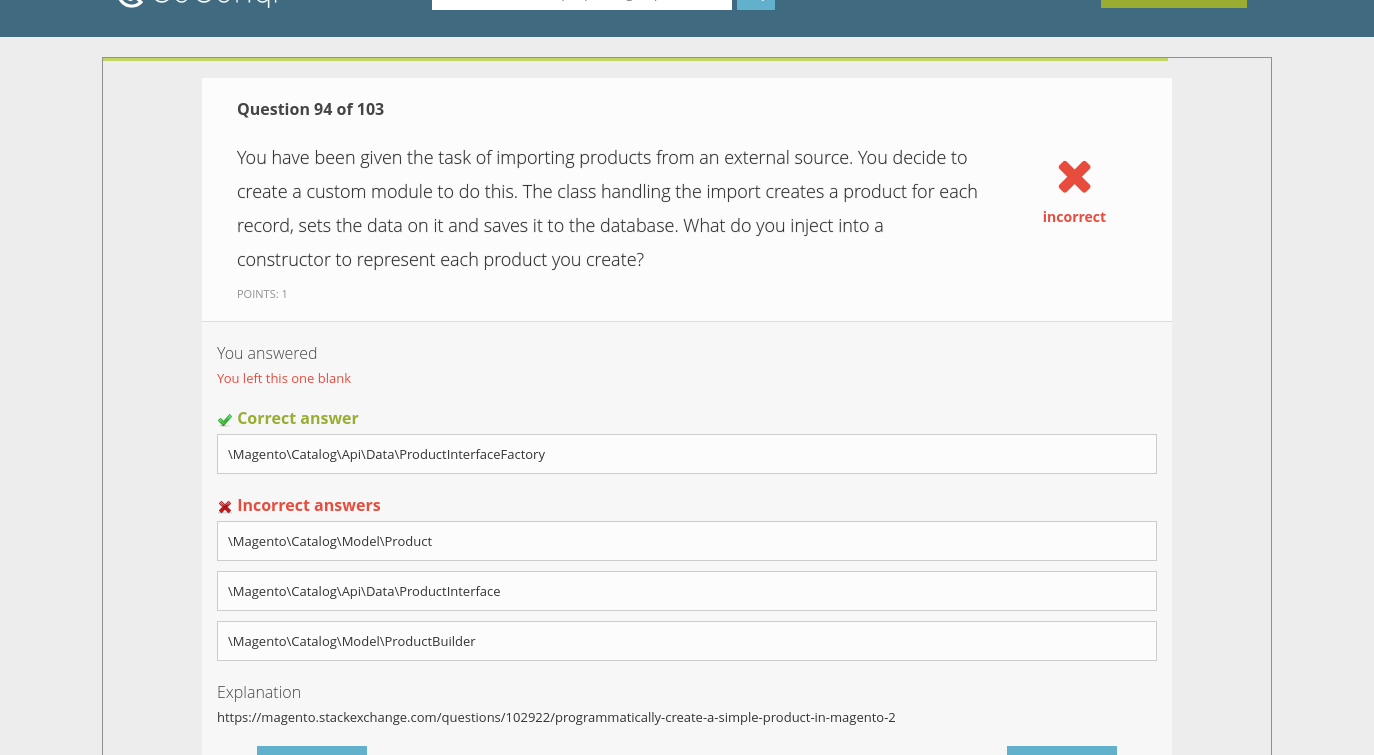 Question 94 of 103
You have been given the task of importing products from an external source. You decide to
create a custom module to do this. The class handling the import creates a product for each
record, sets the data on it and saves it to the database. What do you inject into a
constructor to represent each product you create?
incorrect
POINTS: 1
You answered
You left this one blank
Correct answer
\Magento\Catalog\Api\Data\ProductInterfaceFactory
Incorrect answers
\Magento\Catalog\Model\Product
\Magento\Catalog\Api\Data\ProductInterface
\Magento\Catalog\Model\ProductBuilder
Explanation
https://magento.stackexchange.com/questions/102922/programmatically-create-a-simple-product-in-magento-2